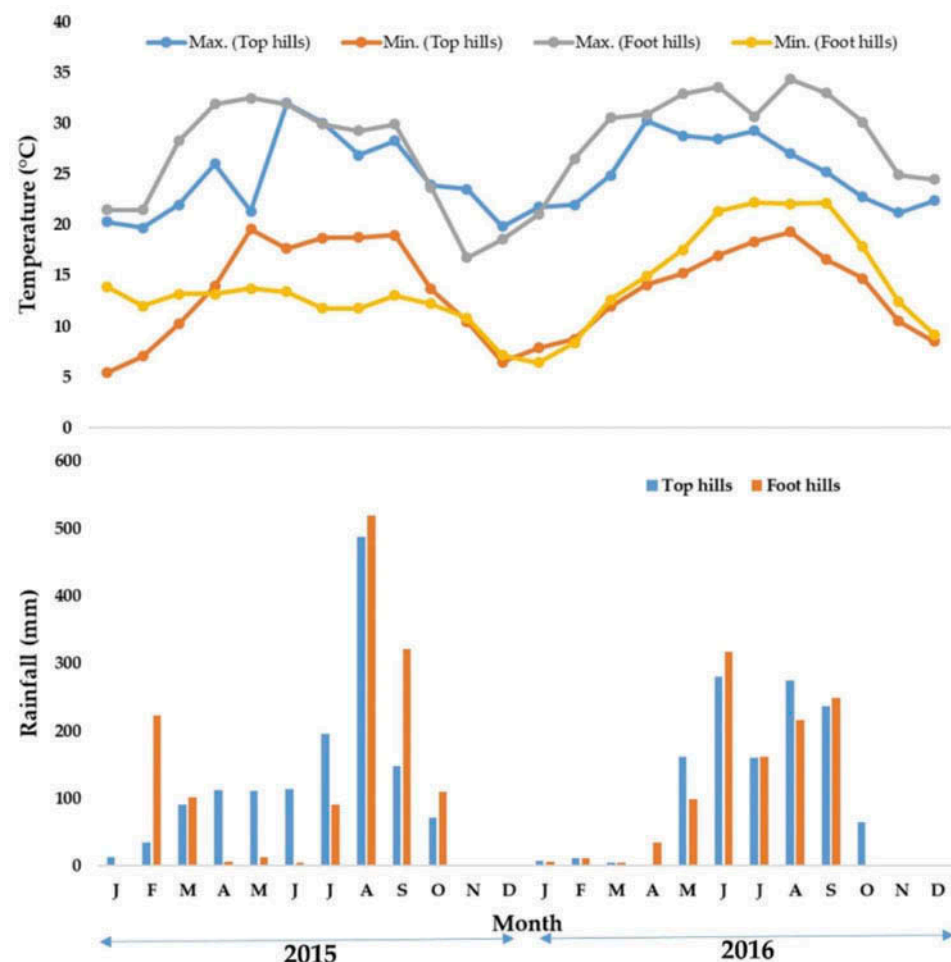 40
Max. (Top hills) Min. (Top hills) Max. (Foot hills) Min. (Foot hills)
35
30
25
20
15
10
5
0
Temperature (°C)
600
Top hills Foot hills
500
400
300
200
100
0
Rainfall (mm)
J F M A M J J A S O N D J F M A M J J A S O N D
Month
2015 2016